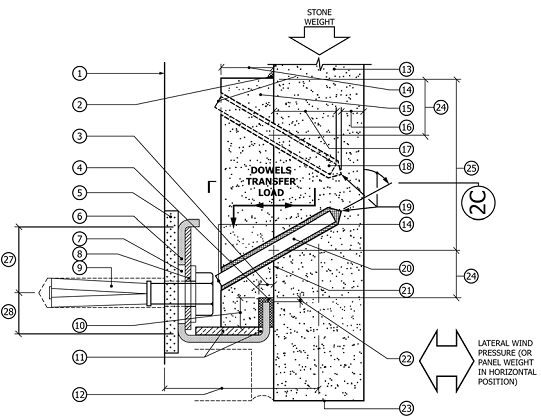 STONE
WEIGHT
1
13
14
2
15
24
16
3
17
4
18
25
5
DOWELS
TRANSFER
LOAD
2C
6
19
14
7
27
8
20
9
21
24
28
10
22
11
LATERAL WIND
PRESSURE (OR
PANEL WEIGHT
IN HORIZONTAL
POSITION)
12
23